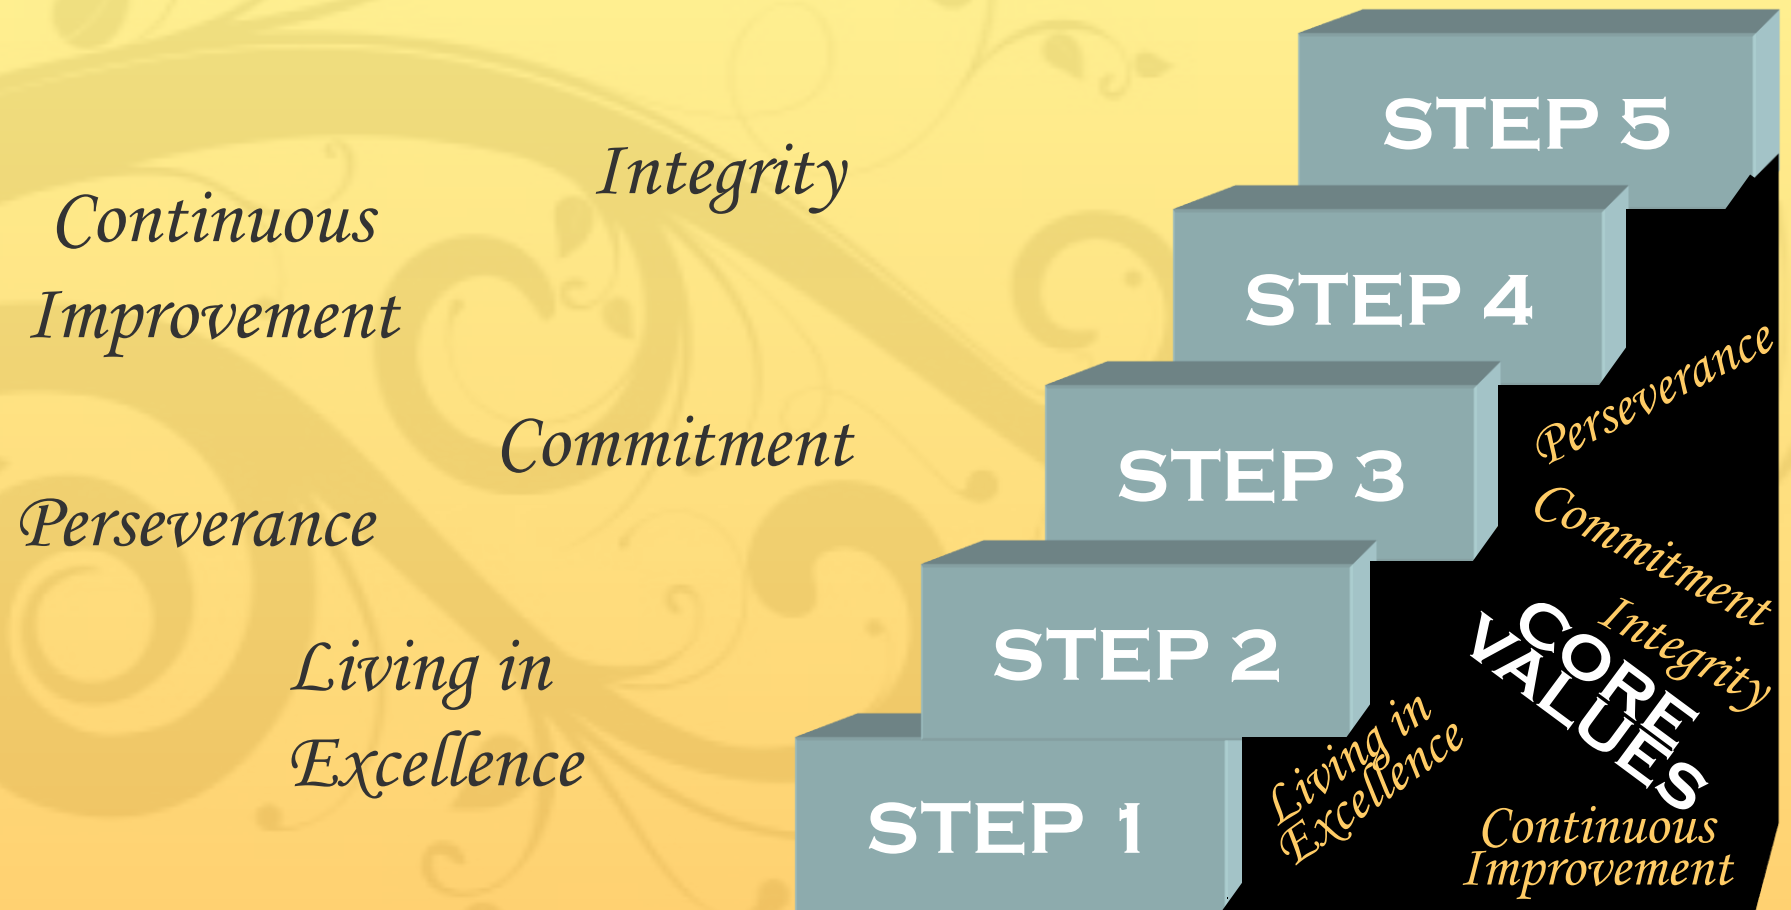 Integrity
Continuous
Improvement
Commitment
Perseverance
Living in
Excellence
STEP 5
STEP 4
STEP 3
STEP 2
STEP 1
Perseverance
Commitment
Integrity
CORE
VALUES
Living in
Excellence
Continuous
Improvement